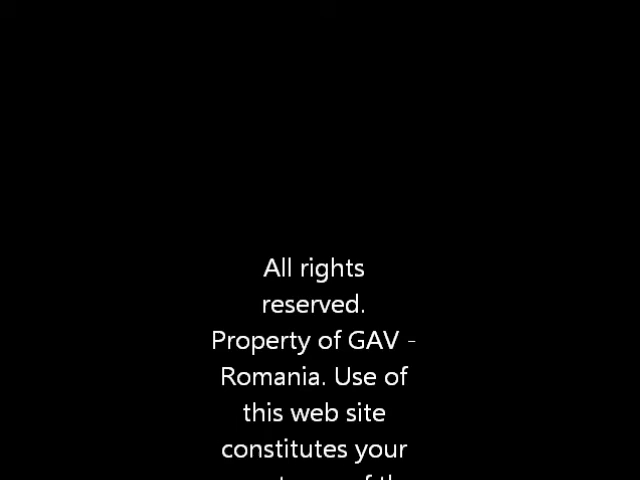 All rights
reserved.
Property of GAV -
Romania. Use of
this web site
constitutes your